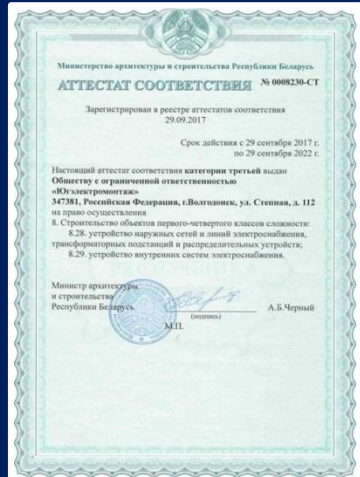 Министерство архитектуры и строительства Республики Беларусь
АТТЕСТАТ СООТВЕТСТВИЯ № 0008230-СТ
Зарегистрирован в реестре аттестатов соответствия
29.09.2017
Срок действия с 29 сентября 2017 г.
по 29 сентября 2022 г.
Настоящий аттестат соответствия категории третьей выдан
Обществу с ограниченной ответственностью
«Югэлектромонтаж»
347381, Российская Федерация, г.Волгодонск, ул. Степная, д. 112
на право осуществления
8. Строительство объектов первого-четвертого классов сложности:
8.28. устройство наружных сетей и линий электроснабжения,
трансформаторных подстанций и распределительных устройств;
8.29. устройство внутренних систем электроснабжения.
Министр архитектуры
и строительства
Республики Беларусь А.Б.Черный
(подпись)
М.П.